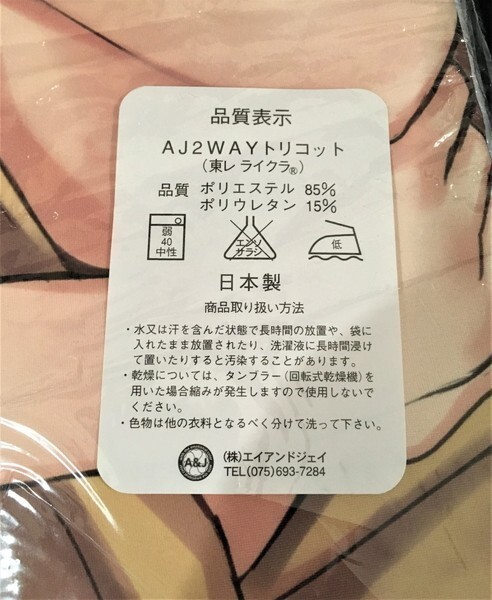 品質表示
AJ2WAYトリコット
(東レ ライクラ®)
品質 ポリエステル 85%
ポリウレタン 15%
弱
40
中性
エンソ
サラシ
低
日本製
商品取り扱い方法
・水又は汗を含んだ状態で長時間の放置や、袋に
入れたまま放置されたり、洗濯液に長時間浸け
て置いたりすると汚染することがあります。
・乾燥については、タンブラー(回転式乾燥機)を
用いた場合縮みが発生しますので使用しないで
ください。
・色物は他の衣料となるべく分けて洗って下さい。
A&J
(株)エイアンドジェイ
TEL(075)693-7284